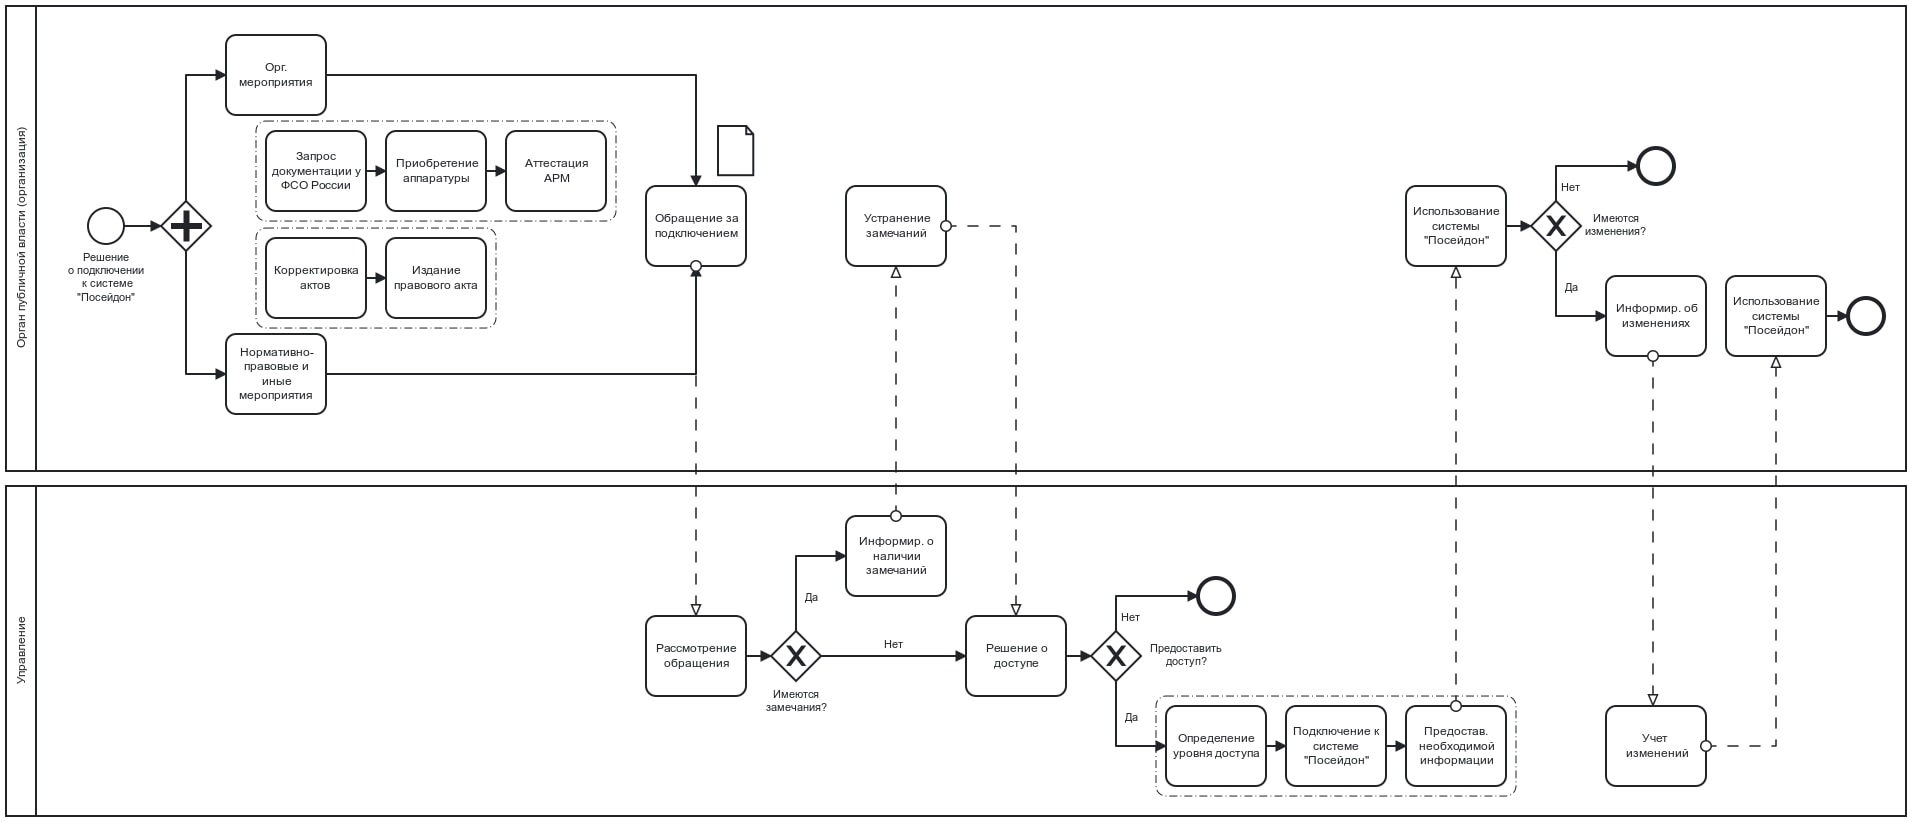 Орган публичной власти (организация)
Решение
о подключении
к системе
"Посейдон"
Орг.
мероприятия
Запрос
документации у
ФСО России
Приобретение
аппаратуры
Аттестация
АРМ
Корректировка
актов
Издание
правового акта
Нормативно-
правовые и
иные
мероприятия
Обращение за
подключением
Устранение
замечаний
Использование
системы
"Посейдон"
Нет
Имеются
изменения?
Да
Информир. об
изменениях
Использование
системы
"Посейдон"
Управление
Рассмотрение
обращения
Имеются
замечания?
Да
Информир. о
наличии
замечаний
Нет
Решение о
доступе
Нет
Предоставить
доступ?
Да
Определение
уровня доступа
Подключение к
системе
"Посейдон"
Предостав.
необходимой
информации
Учет
изменений